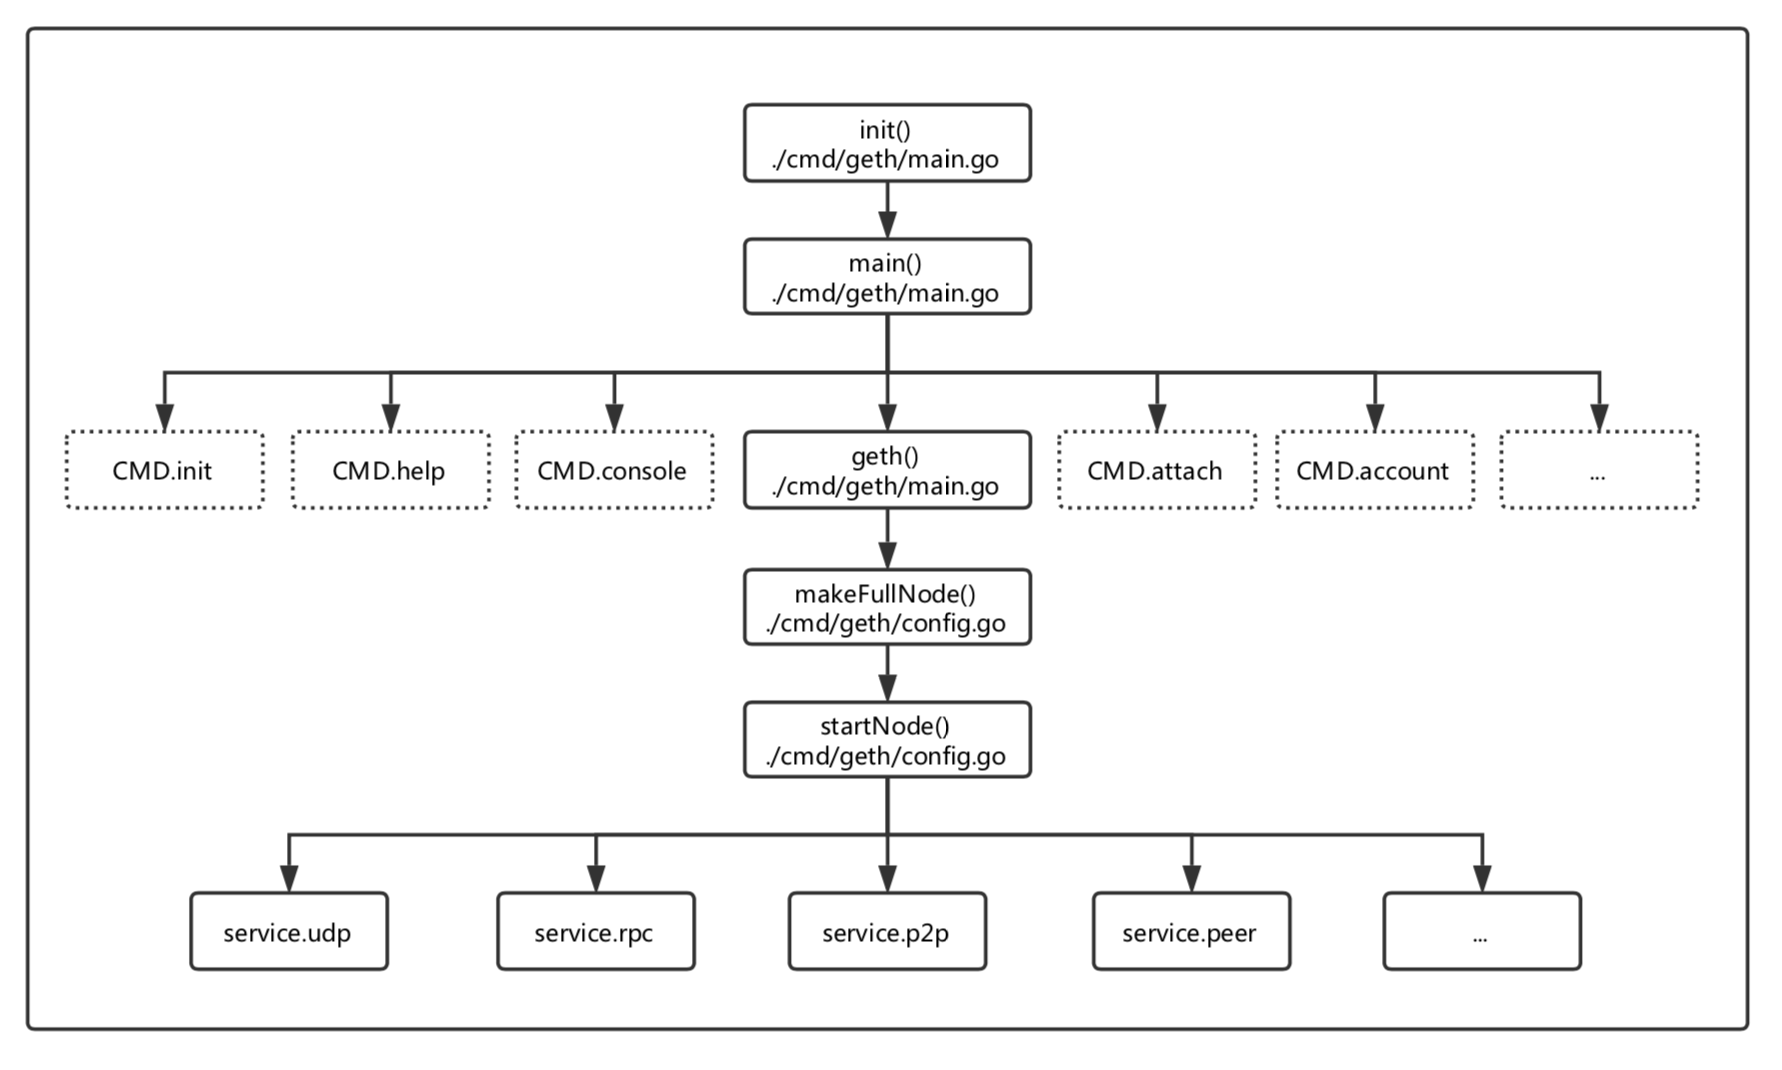 init()
./cmd/geth/main.go
main()
./cmd/geth/main.go
CMD.init
CMD.help
CMD.console
geth()
./cmd/geth/main.go
CMD.attach
CMD.account
...
makeFullNode()
./cmd/geth/config.go
startNode()
./cmd/geth/config.go
service.udp
service.rpc
service.p2p
service.peer
...